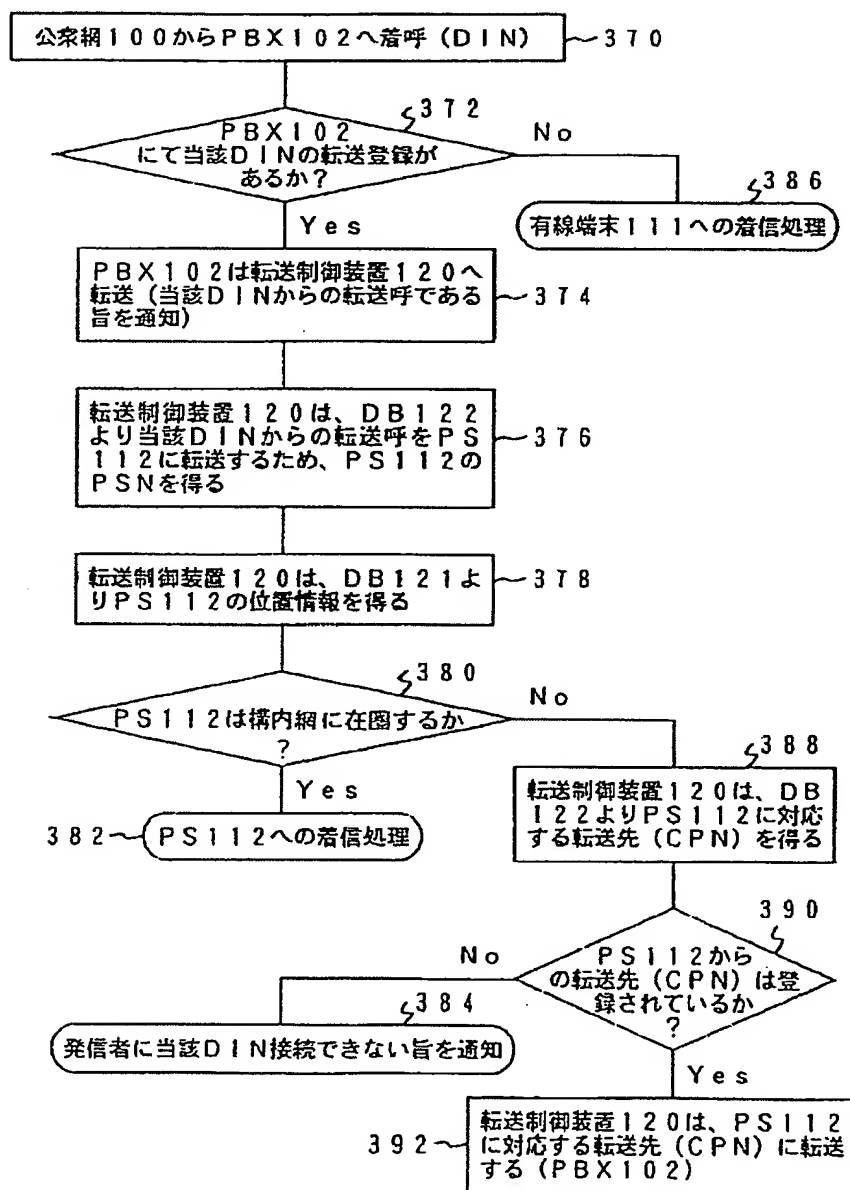 公衆網100からPBX102へ着呼(DIN)
370
372
PBX102
にて当該DINの転送登録が
あるか?
No
386
有線端末111への着信処理
Yes
PBX102は転送制御装置120へ
転送(当該DINからの転送呼である
旨を通知)
374
転送制御装置120は、DB122
より当該DINからの転送呼をPS
112に転送するため、PS112の
PSNを得る
376
転送制御装置120は、DB121よ
りPS112の位置情報を得る
378
380
PS112は構内網に在圏するか
?
No
Yes
382
PS112への着信処理
388
転送制御装置120は、DB
122よりPS112に対応
する転送先(CPN)を得る
390
PS112から
の転送先(CPN)は登
録されているか
?
No
384
発信者に当該DIN接続できない旨を通知
Yes
392
転送制御装置120は、PS112
に対応する転送先(CPN)に転送
する(PBX102)